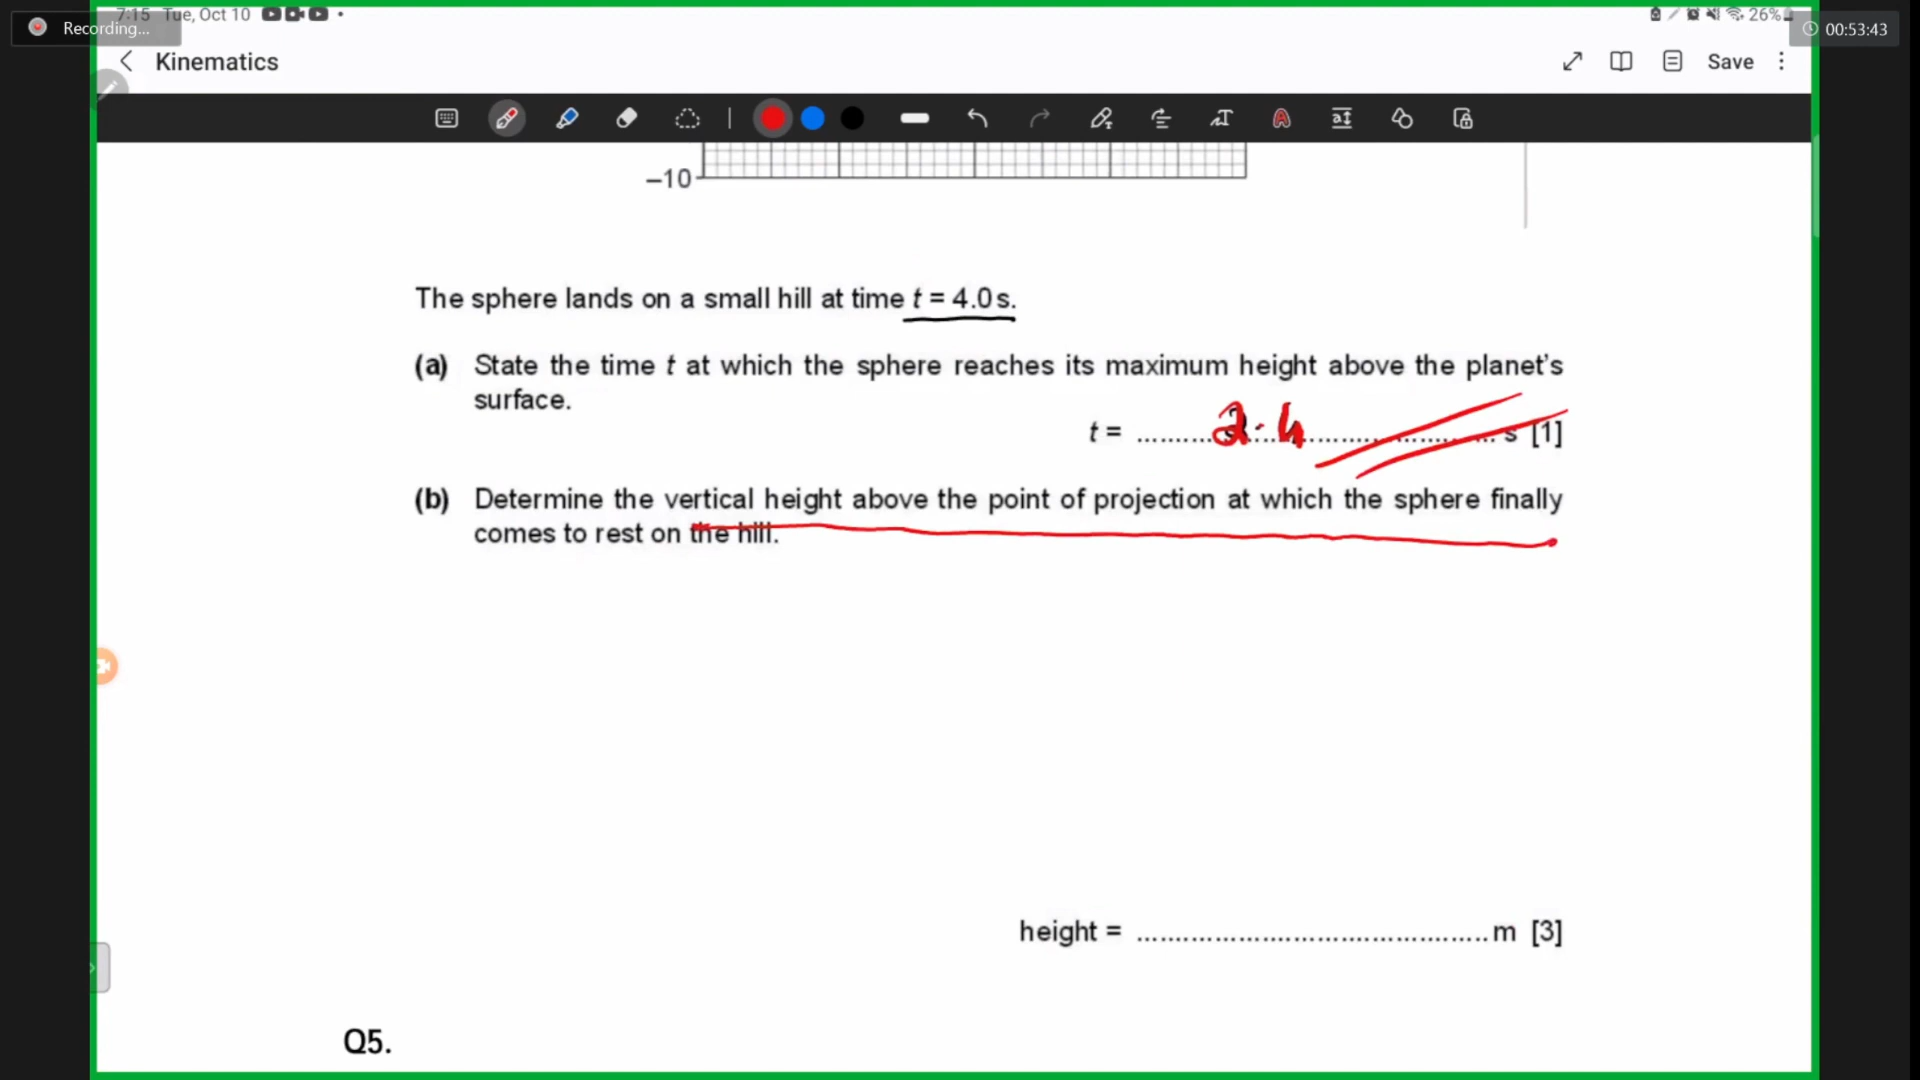 7:15 Tue, Oct 10
26%
Recording...
00:53:43
Kinematics
Save
–10
The sphere lands on a small hill at time t = 4.0 s.
(a) State the time t at which the sphere reaches its maximum height above the planet's
surface.
t = .......2.4.......... s [1]
(b) Determine the vertical height above the point of projection at which the sphere finally
comes to rest on the hill.
height = .......................................... m [3]
Q5.